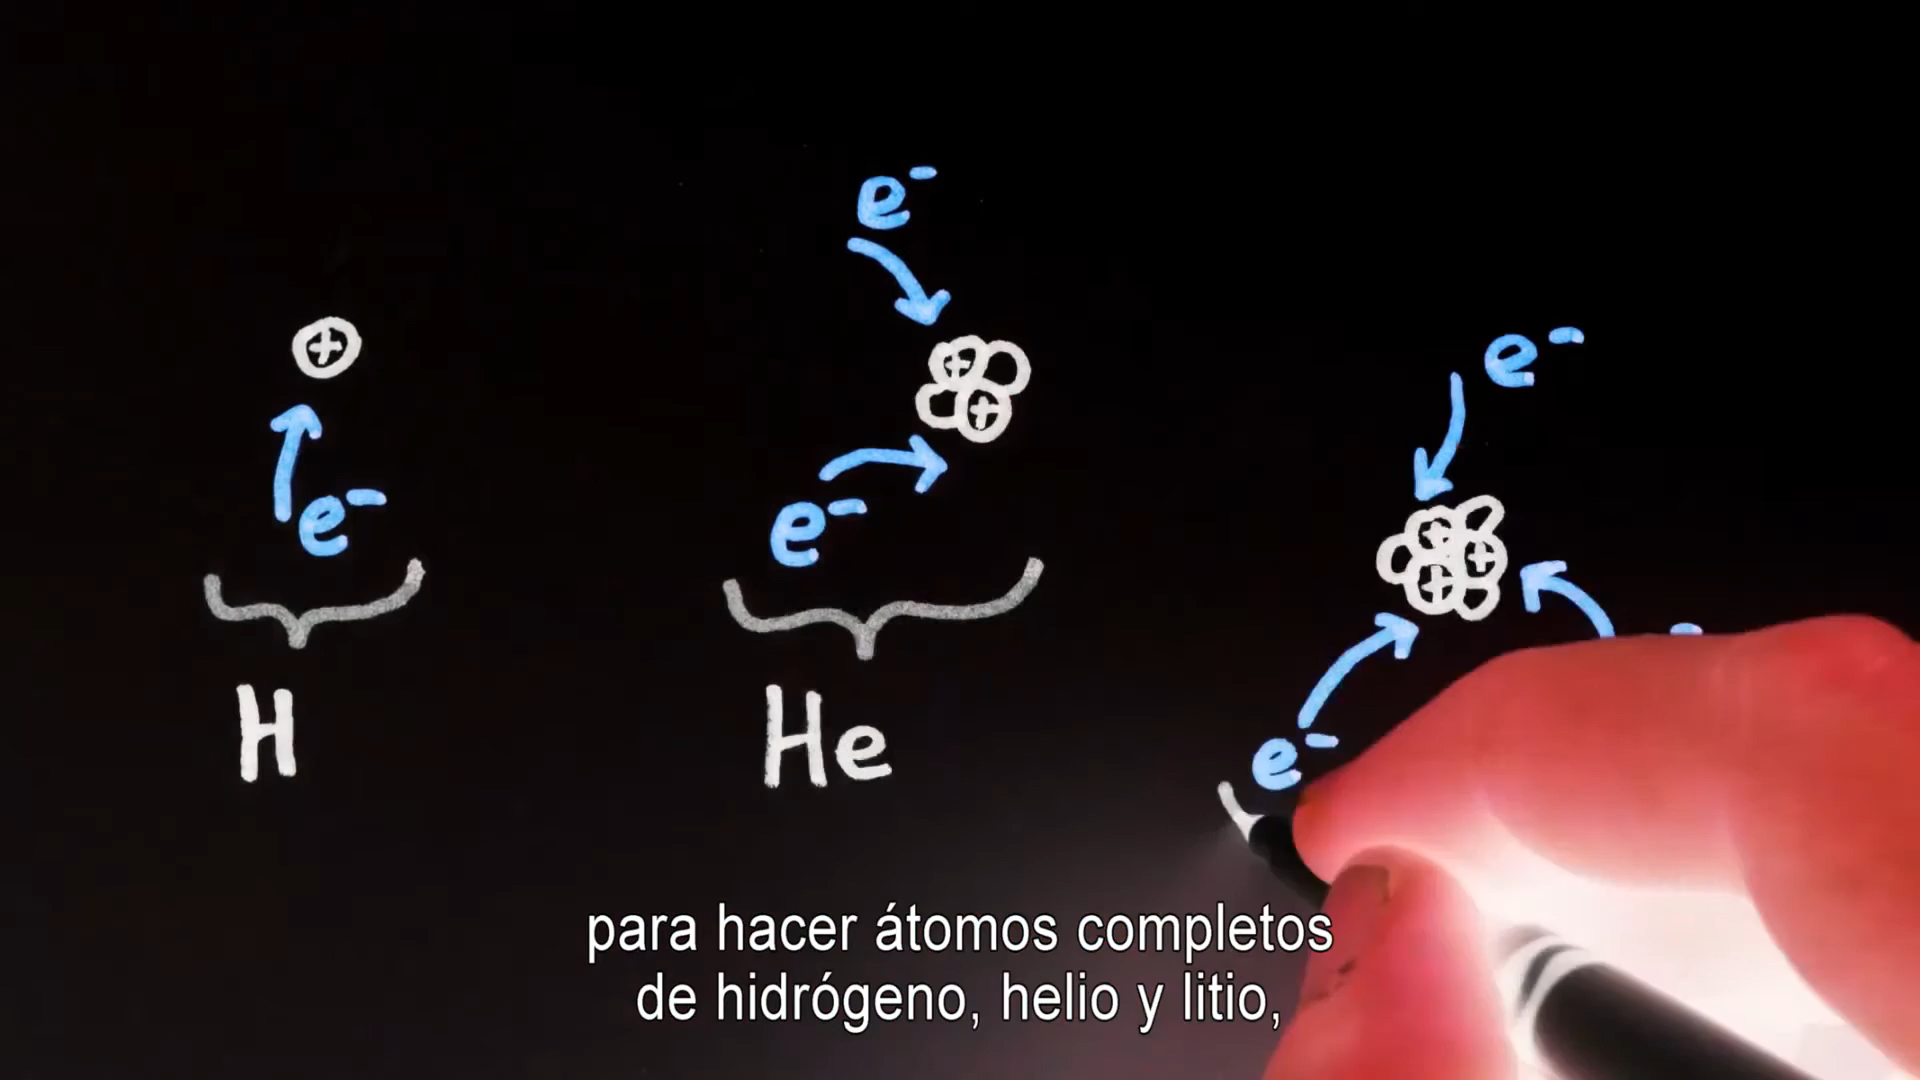 e⁻
e⁻
+
+
+
e⁻
e⁻
+
+
+
e⁻
H
He
e⁻
para hacer átomos completos
de hidrógeno, helio y litio,